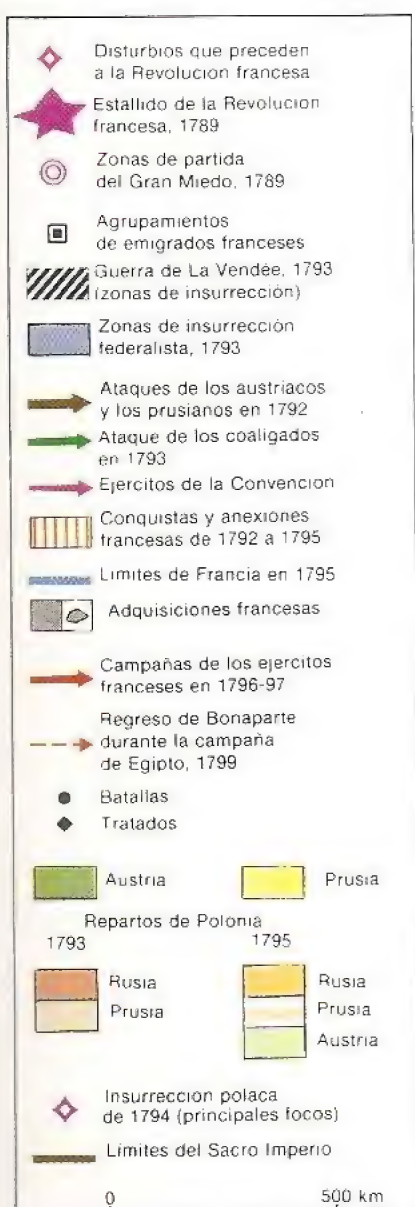 Disturbios que preceden
a la Revolucion francesa
Estallido de la Revolucion
francesa, 1789
Zonas de partida
del Gran Miedo, 1789
Agrupamientos
de emigrados franceses
Guerra de La Vendée, 1793
(zonas de insurrección)
Zonas de insurrección
federalista, 1793
Ataques de los austriacos
y los prusianos en 1792
Ataque de los coaligados
en 1793
Ejercitos de la Convencion
Conquistas y anexiones
francesas de 1792 a 1795
Limites de Francia en 1795
Adquisiciones francesas
Campañas de los ejercitos
franceses en 1796-97
Regreso de Bonaparte
durante la campaña
de Egipto, 1799
Batallas
Tratados
Austria Prusia
Repartos de Polonia
1793 1795
Rusia Rusia
Prusia Prusia
Austria
Insurreccion polaca
de 1794 (principales focos)
Limites del Sacro Imperio
0 500 km